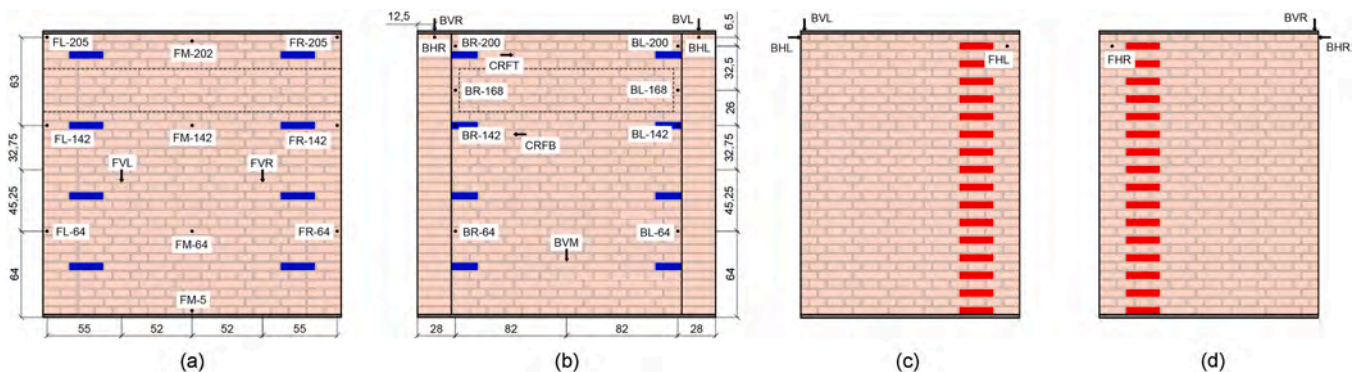 12,5
BVR
BVL
6,5
BVL
BVR
FL-205
FM-202
FR-205
BHR
BR-200
BL-200
BHL
BHL
FHL
FHR
BHR
63
CRFT
32,5
BR-168
BL-168
26
FL-142
FM-142
FR-142
BR-142
CRFB
BL-142
32,75
32,75
FVL
FVR
45,25
45,25
FL-64
FM-64
FR-64
BR-64
BVM
BL-64
64
64
FM-5
55
52
52
55
28
82
82
28
(a)
(b)
(c)
(d)